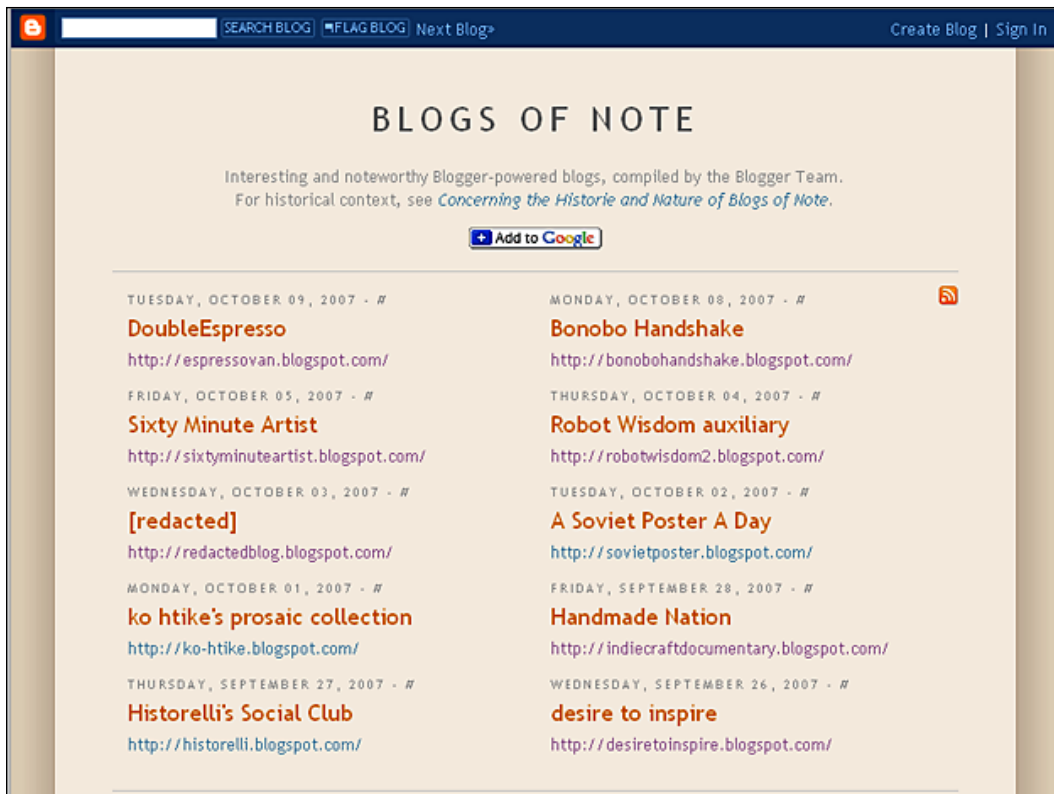 SEARCH BLOG FLAG BLOG Next Blog» Create Blog | Sign In
BLOGS OF NOTE
Interesting and noteworthy Blogger-powered blogs, compiled by the Blogger Team.
For historical context, see Concerning the Historie and Nature of Blogs of Note.
+ Add to Google
TUESDAY, OCTOBER 09, 2007 - #
DoubleEspresso
http://espressovan.blogspot.com/
MONDAY, OCTOBER 08, 2007 - #
Bonobo Handshake
http://bonobohandshake.blogspot.com/
FRIDAY, OCTOBER 05, 2007 - #
Sixty Minute Artist
http://sixtyminuteartist.blogspot.com/
THURSDAY, OCTOBER 04, 2007 - #
Robot Wisdom auxiliary
http://robotwisdom2.blogspot.com/
WEDNESDAY, OCTOBER 03, 2007 - #
[redacted]
http://redactedblog.blogspot.com/
TUESDAY, OCTOBER 02, 2007 - #
A Soviet Poster A Day
http://sovietposter.blogspot.com/
MONDAY, OCTOBER 01, 2007 - #
ko htike's prosaic collection
http://ko-htike.blogspot.com/
FRIDAY, SEPTEMBER 28, 2007 - #
Handmade Nation
http://indiecraftdocumentary.blogspot.com/
THURSDAY, SEPTEMBER 27, 2007 - #
Historelli's Social Club
http://historelli.blogspot.com/
WEDNESDAY, SEPTEMBER 26, 2007 - #
desire to inspire
http://desiretoinspire.blogspot.com/